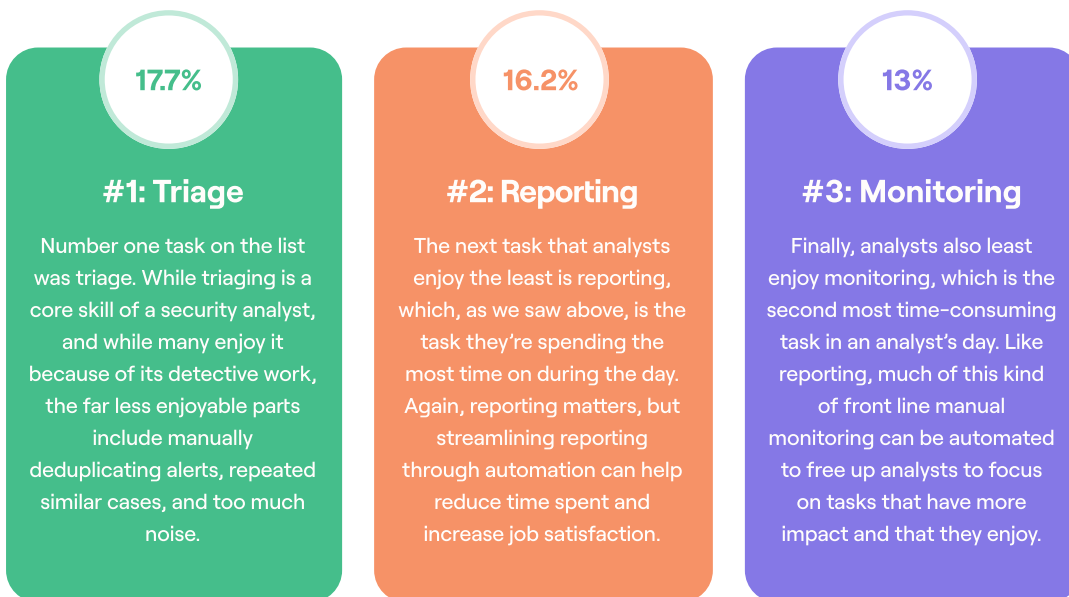 17.7%
#1: Triage
Number one task on the list
was triage. While triaging is a
core skill of a security analyst,
and while many enjoy it
because of its detective work,
the far less enjoyable parts
include manually
deduplicating alerts, repeated
similar cases, and too much
noise.
16.2%
#2: Reporting
The next task that analysts
enjoy the least is reporting,
which, as we saw above, is the
task they’re spending the
most time on during the day.
Again, reporting matters, but
streamlining reporting
through automation can help
reduce time spent and
increase job satisfaction.
13%
#3: Monitoring
Finally, analysts also least
enjoy monitoring, which is the
second most time-consuming
task in an analyst’s day. Like
reporting, much of this kind
of front line manual
monitoring can be automated
to free up analysts to focus
on tasks that have more
impact and that they enjoy.